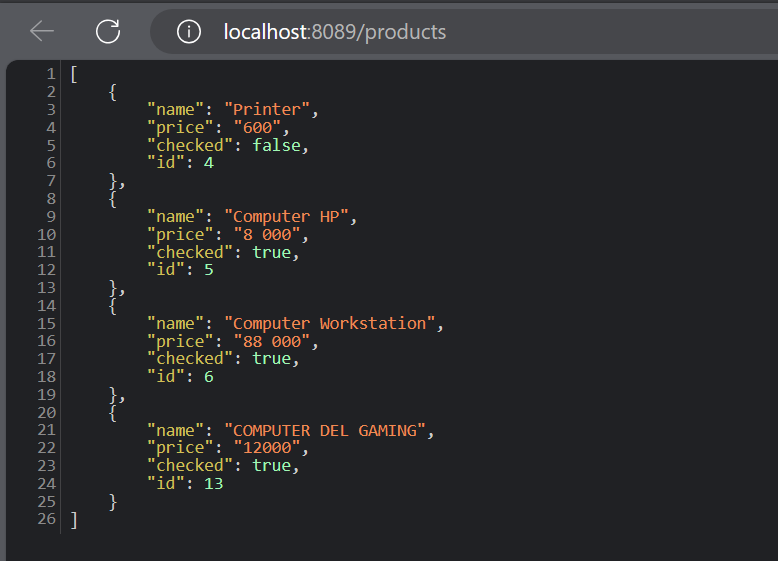 localhost:8089/products
1 [
2 {
3 "name": "Printer",
4 "price": "600",
5 "checked": false,
6 "id": 4
7 },
8 {
9 "name": "Computer HP",
10 "price": "8 000",
11 "checked": true,
12 "id": 5
13 },
14 {
15 "name": "Computer Workstation",
16 "price": "88 000",
17 "checked": true,
18 "id": 6
19 },
20 {
21 "name": "COMPUTER DEL GAMING",
22 "price": "12000",
23 "checked": true,
24 "id": 13
25 }
26 ]